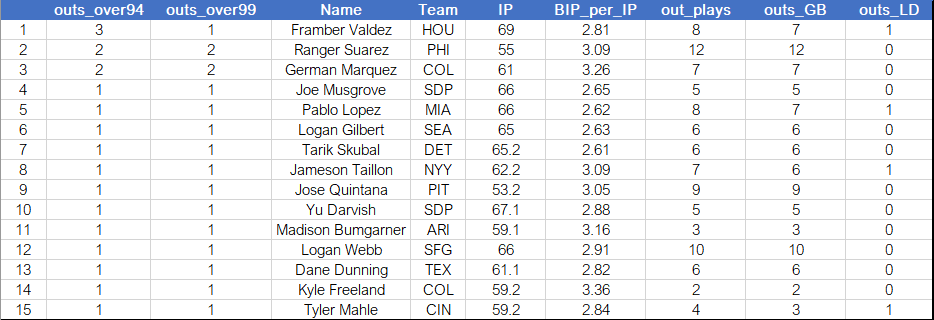 outs_over94 outs_over99 Name Team IP BIP_per_IP out_plays outs_GB outs_LD
1 3 1 Framber Valdez HOU 69 2.81 8 7 1
2 2 2 Ranger Suarez PHI 55 3.09 12 12 0
3 2 2 German Marquez COL 61 3.26 7 7 0
4 1 1 Joe Musgrove SDP 66 2.65 5 5 0
5 1 1 Pablo Lopez MIA 66 2.62 8 7 1
6 1 1 Logan Gilbert SEA 65 2.63 6 6 0
7 1 1 Tarik Skubal DET 65.2 2.61 6 6 0
8 1 1 Jameson Taillon NYY 62.2 3.09 7 6 1
9 1 1 Jose Quintana PIT 53.2 3.05 9 9 0
10 1 1 Yu Darvish SDP 67.1 2.88 5 5 0
11 1 1 Madison Bumgarner ARI 59.1 3.16 3 3 0
12 1 1 Logan Webb SFG 66 2.91 10 10 0
13 1 1 Dane Dunning TEX 61.1 2.82 6 6 0
14 1 1 Kyle Freeland COL 59.2 3.36 2 2 0
15 1 1 Tyler Mahle CIN 59.2 2.84 4 3 1